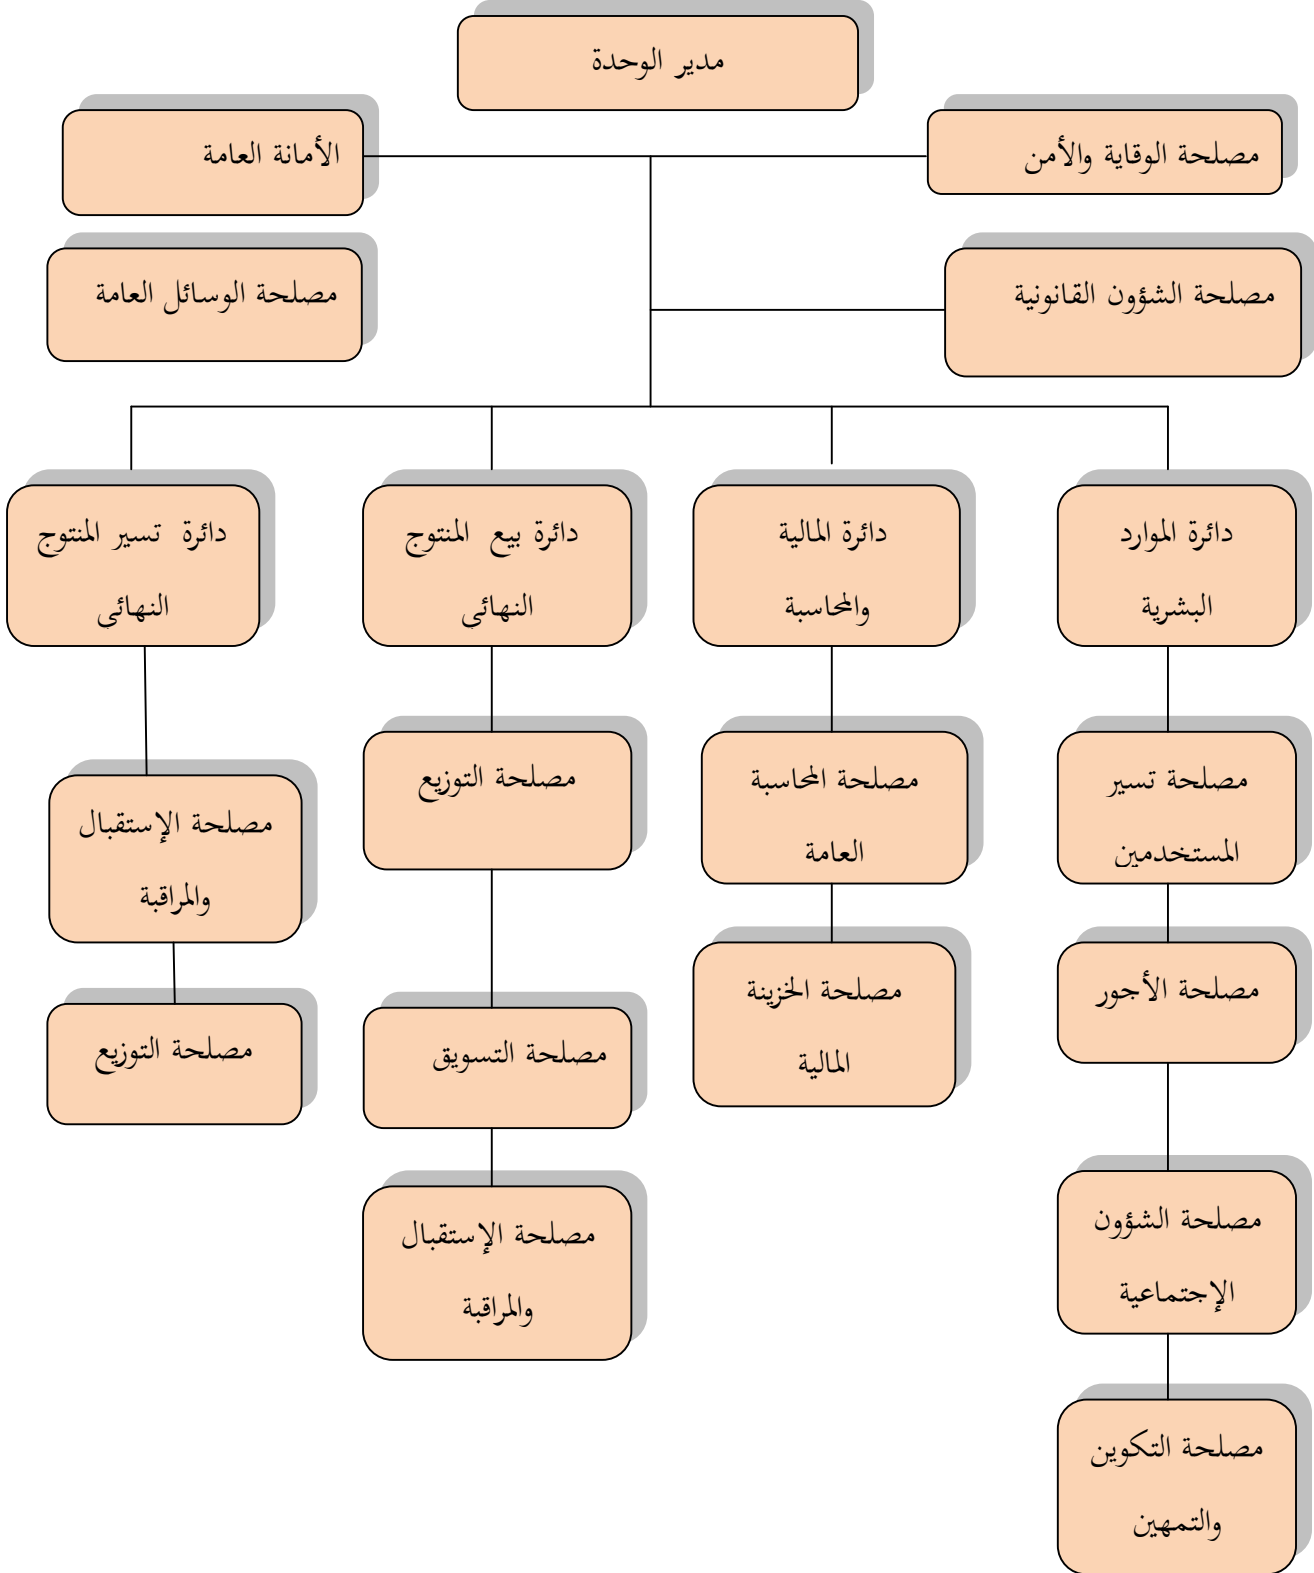 مدير الوحدة
مصلحة الوقاية والأمن
الأمانة العامة
مصلحة الشؤون القانونية
مصلحة الوسائل العامة
دائرة الموارد
البشرية
دائرة المالية
والمحاسبة
دائرة بيع المنتوج
النهائي
دائرة تسير المنتوج
النهائي
مصلحة تسير
المستخدمين
مصلحة المحاسبة
العامة
مصلحة التوزيع
مصلحة الإستقبال
والمراقبة
مصلحة الأجور
مصلحة الخزينة
المالية
مصلحة التسويق
مصلحة التوزيع
مصلحة الشؤون
الإجتماعية
مصلحة الإستقبال
والمراقبة
مصلحة التكوين
والتمهين